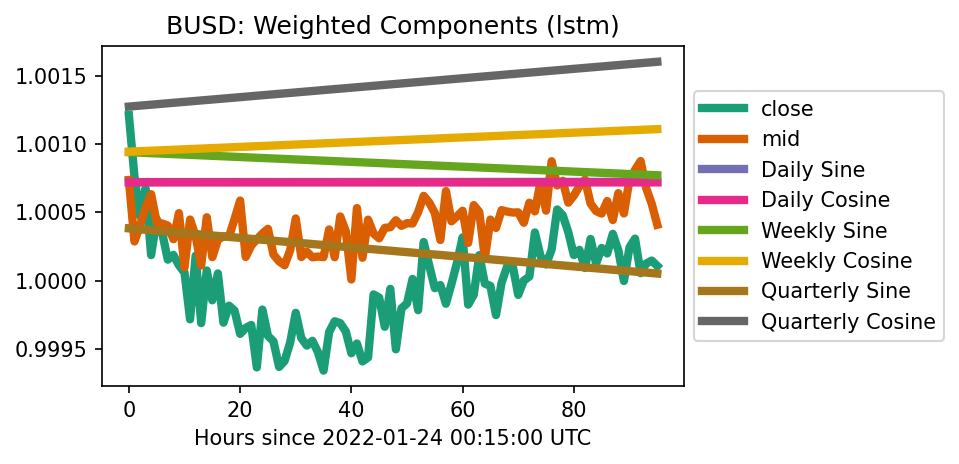 BUSD: Weighted Components (lstm)
1.0015
1.0010
1.0005
1.0000
0.9995
0 20 40 60 80
Hours since 2022-01-24 00:15:00 UTC
close
mid
Daily Sine
Daily Cosine
Weekly Sine
Weekly Cosine
Quarterly Sine
Quarterly Cosine